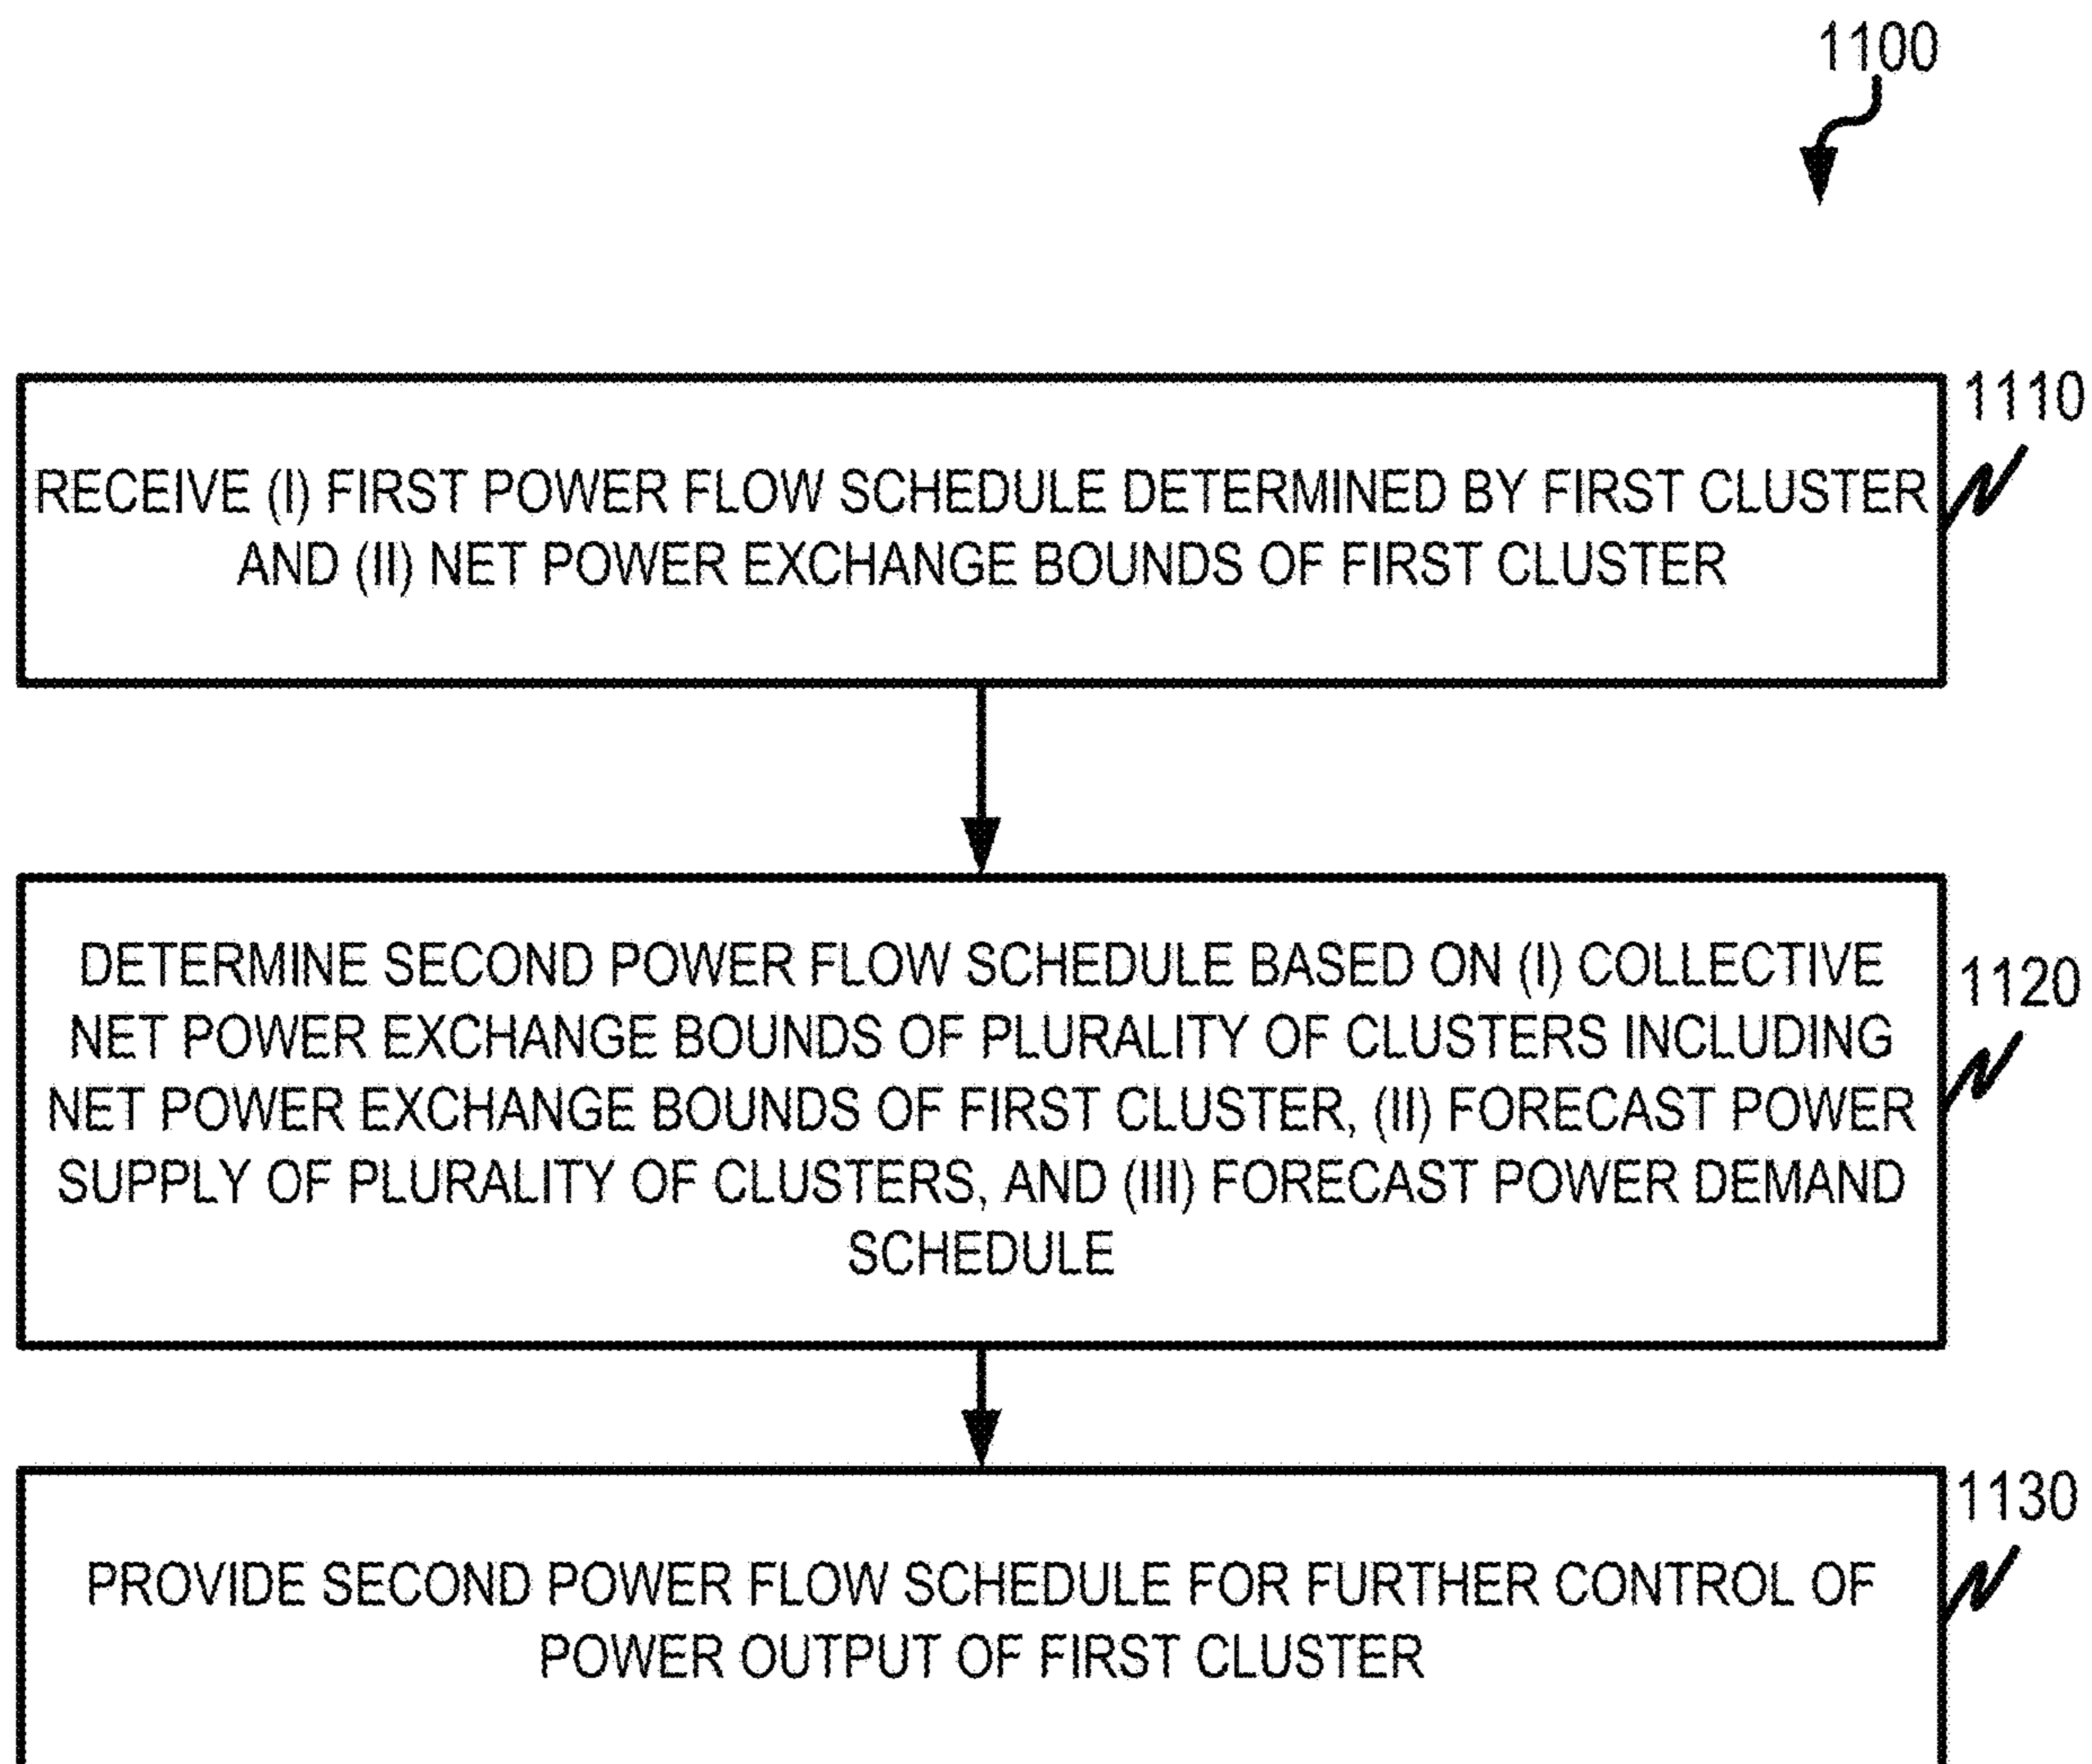 1100
1110
RECEIVE (I) FIRST POWER FLOW SCHEDULE DETERMINED BY FIRST CLUSTER
AND (II) NET POWER EXCHANGE BOUNDS OF FIRST CLUSTER
1120
DETERMINE SECOND POWER FLOW SCHEDULE BASED ON (I) COLLECTIVE
NET POWER EXCHANGE BOUNDS OF PLURALITY OF CLUSTERS INCLUDING
NET POWER EXCHANGE BOUNDS OF FIRST CLUSTER, (II) FORECAST POWER
SUPPLY OF PLURALITY OF CLUSTERS, AND (III) FORECAST POWER DEMAND
SCHEDULE
1130
PROVIDE SECOND POWER FLOW SCHEDULE FOR FURTHER CONTROL OF
POWER OUTPUT OF FIRST CLUSTER